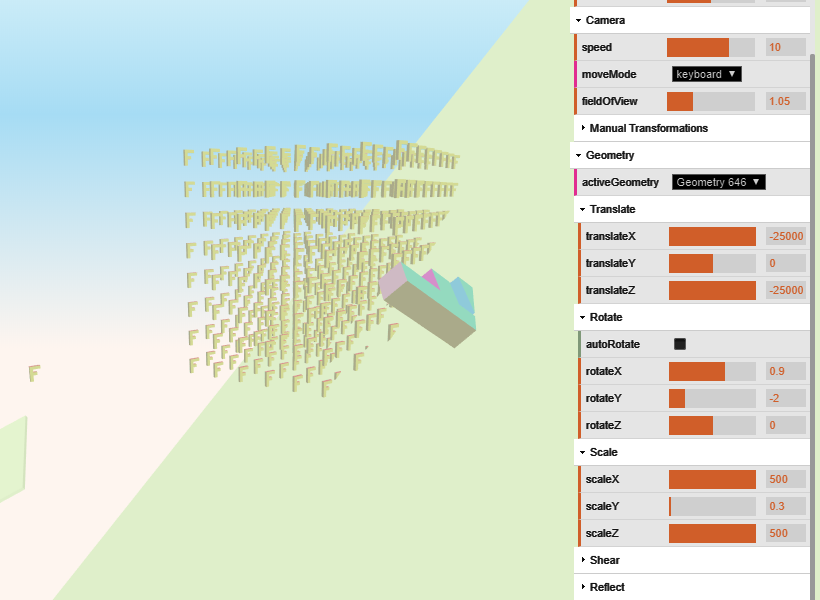 Camera
speed 10
moveMode keyboard
fieldOfView 1.05
Manual Transformations
Geometry
activeGeometry Geometry 646
Translate
translateX -25000
translateY 0
translateZ -25000
Rotate
autoRotate
rotateX 0.9
rotateY -2
rotateZ 0
Scale
scaleX 500
scaleY 0.3
scaleZ 500
Shear
Reflect